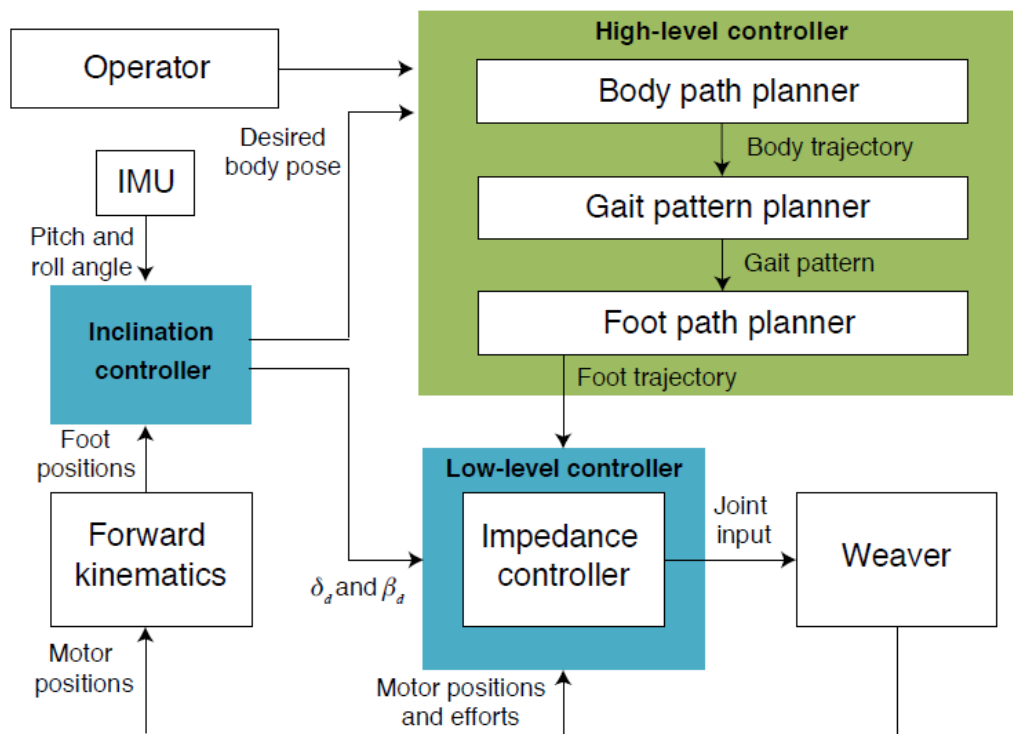 High-level controller
Operator
Body path planner
Desired
body pose
Body trajectory
IMU
Gait pattern planner
Pitch and
roll angle
Gait pattern
Inclination
controller
Foot path planner
Foot trajectory
Foot
positions
Low-level controller
Forward
kinematics
Impedance
controller
Joint
input
Weaver
δ_d and β_d
Motor
positions
Motor positions
and efforts